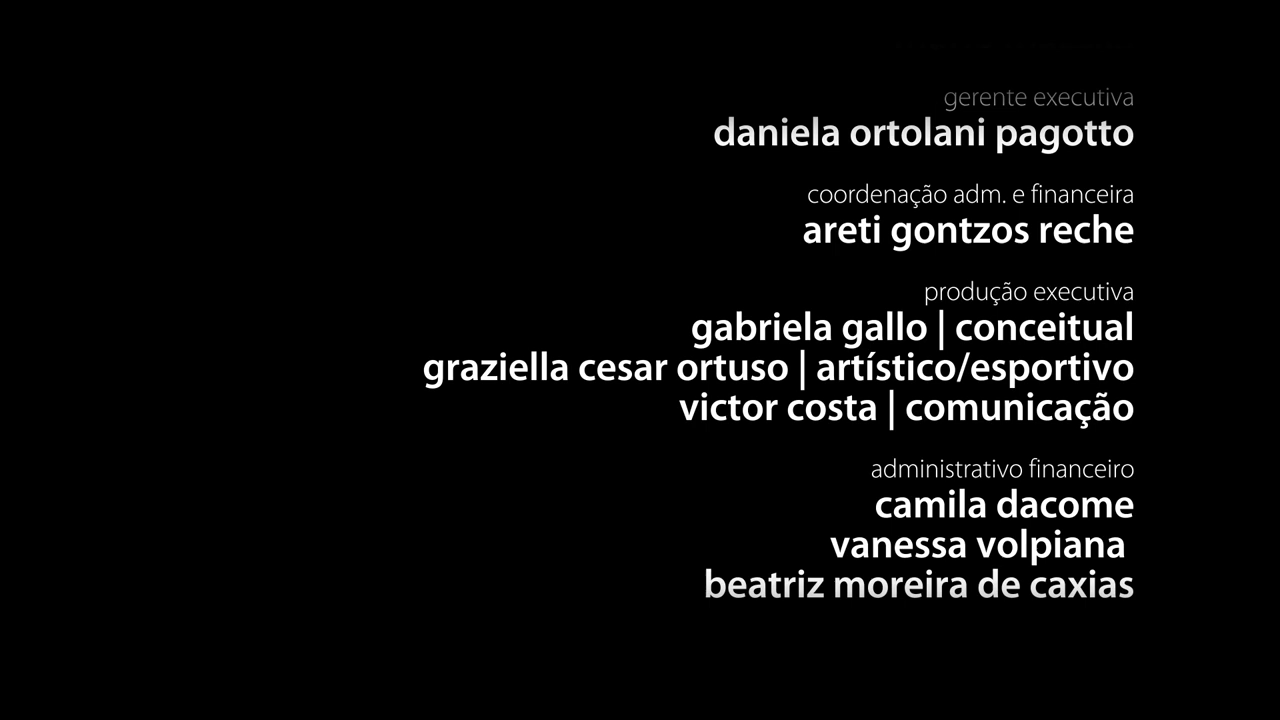 gerente executiva
daniela ortolani pagotto
coordenação adm. e financeira
areti gontzos reche
produção executiva
gabriela gallo | conceitual
graziella cesar ortuso | artístico/esportivo
victor costa | comunicação
administrativo financeiro
camila dacome
vanessa volpiana
beatriz moreira de caxias